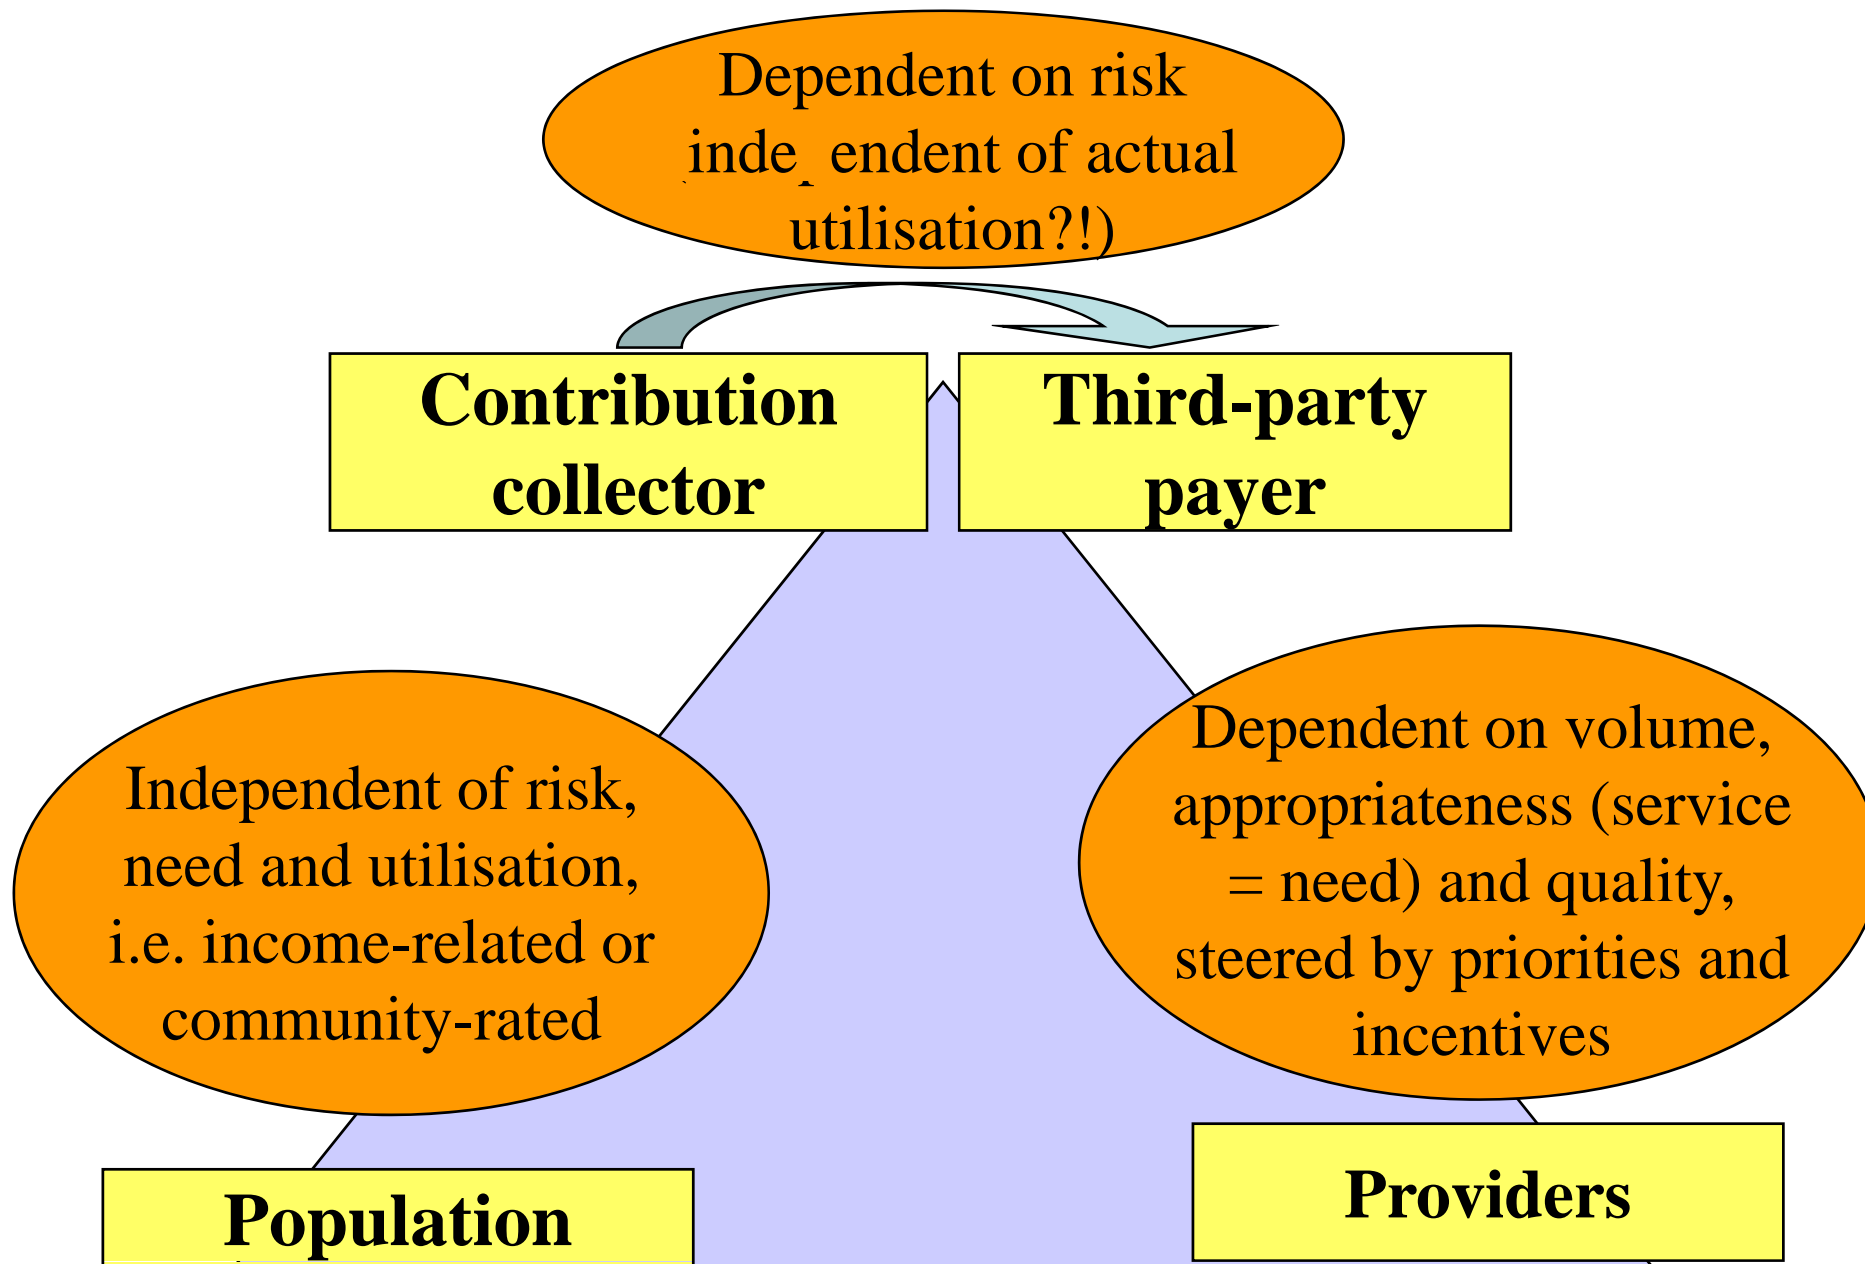 Dependent on risk
inde endent of actual
utilisation?!)
Contribution
collector
Third-party
payer
Independent of risk,
need and utilisation,
i.e. income-related or
community-rated
Dependent on volume,
appropriateness (service
= need) and quality,
steered by priorities and
incentives
Population
Providers